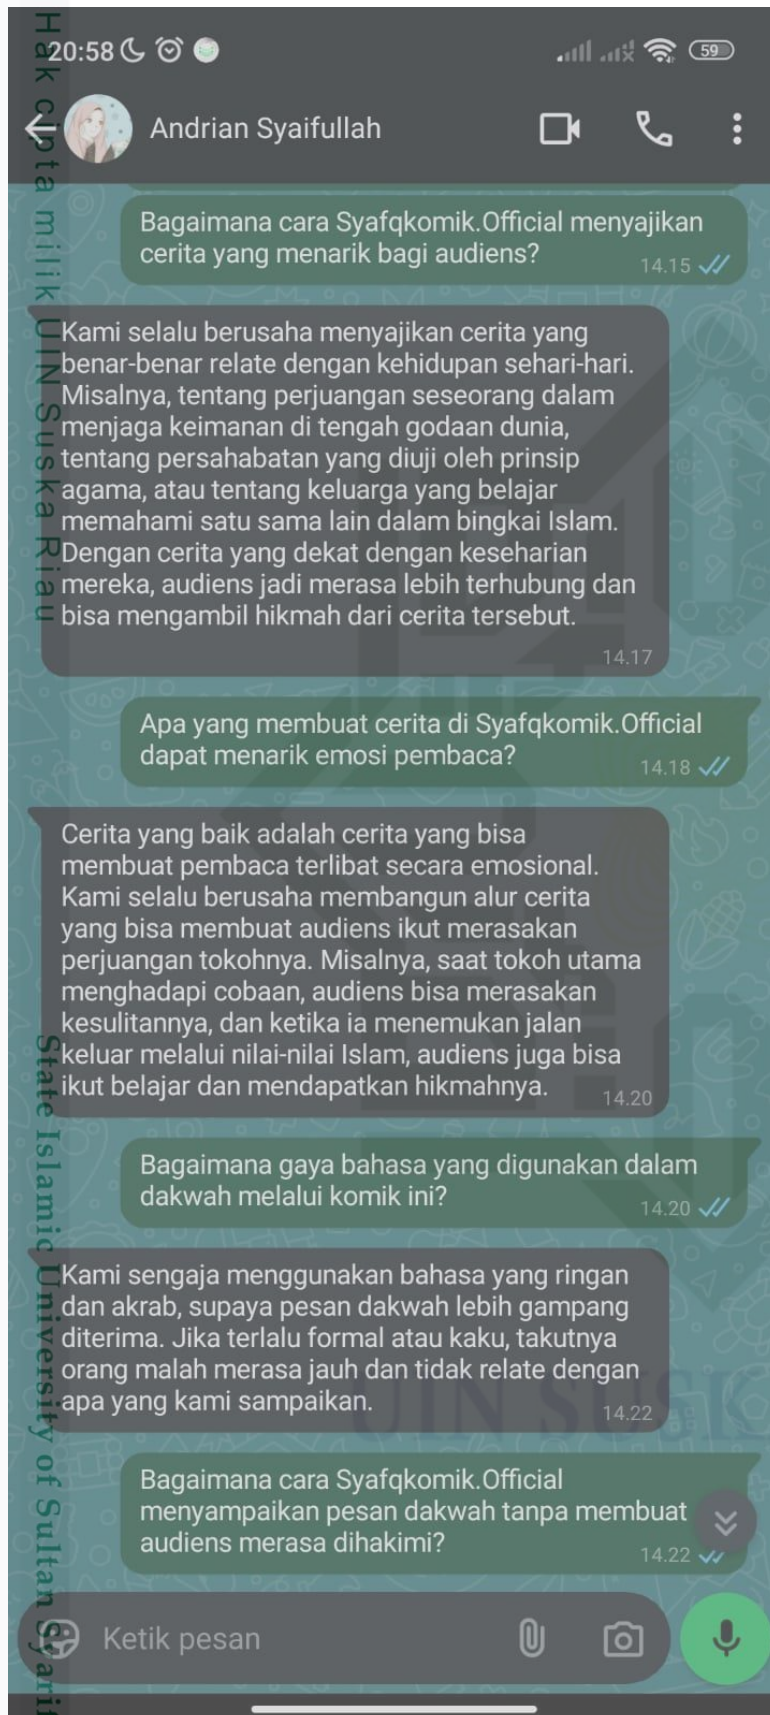 20:58
59
Andrian Syaifullah
Bagaimana cara Syafqkomik.Official menyajikan
cerita yang menarik bagi audiens?
14.15
Kami selalu berusaha menyajikan cerita yang
benar-benar relate dengan kehidupan sehari-hari.
Misalnya, tentang perjuangan seseorang dalam
menjaga keimanan di tengah godaan dunia,
tentang persahabatan yang diuji oleh prinsip
agama, atau tentang keluarga yang belajar
memahami satu sama lain dalam bingkai Islam.
Dengan cerita yang dekat dengan keseharian
mereka, audiens jadi merasa lebih terhubung dan
bisa mengambil hikmah dari cerita tersebut.
14.17
Apa yang membuat cerita di Syafqkomik.Official
dapat menarik emosi pembaca?
14.18
Cerita yang baik adalah cerita yang bisa
membuat pembaca terlibat secara emosional.
Kami selalu berusaha membangun alur cerita
yang bisa membuat audiens ikut merasakan
perjuangan tokohnya. Misalnya, saat tokoh utama
menghadapi cobaan, audiens bisa merasakan
kesulitannya, dan ketika ia menemukan jalan
keluar melalui nilai-nilai Islam, audiens juga bisa
ikut belajar dan mendapatkan hikmahnya.
14.20
Bagaimana gaya bahasa yang digunakan dalam
dakwah melalui komik ini?
14.20
Kami sengaja menggunakan bahasa yang ringan
dan akrab, supaya pesan dakwah lebih gampang
diterima. Jika terlalu formal atau kaku, takutnya
orang malah merasa jauh dan tidak relate dengan
apa yang kami sampaikan.
14.22
Bagaimana cara Syafqkomik.Official
menyampaikan pesan dakwah tanpa membuat
audiens merasa dihakimi?
14.22
Ketik pesan
Hak cipta milik UIN Suska Riau
State Islamic University of Sultan Syarif
UIN SUSK